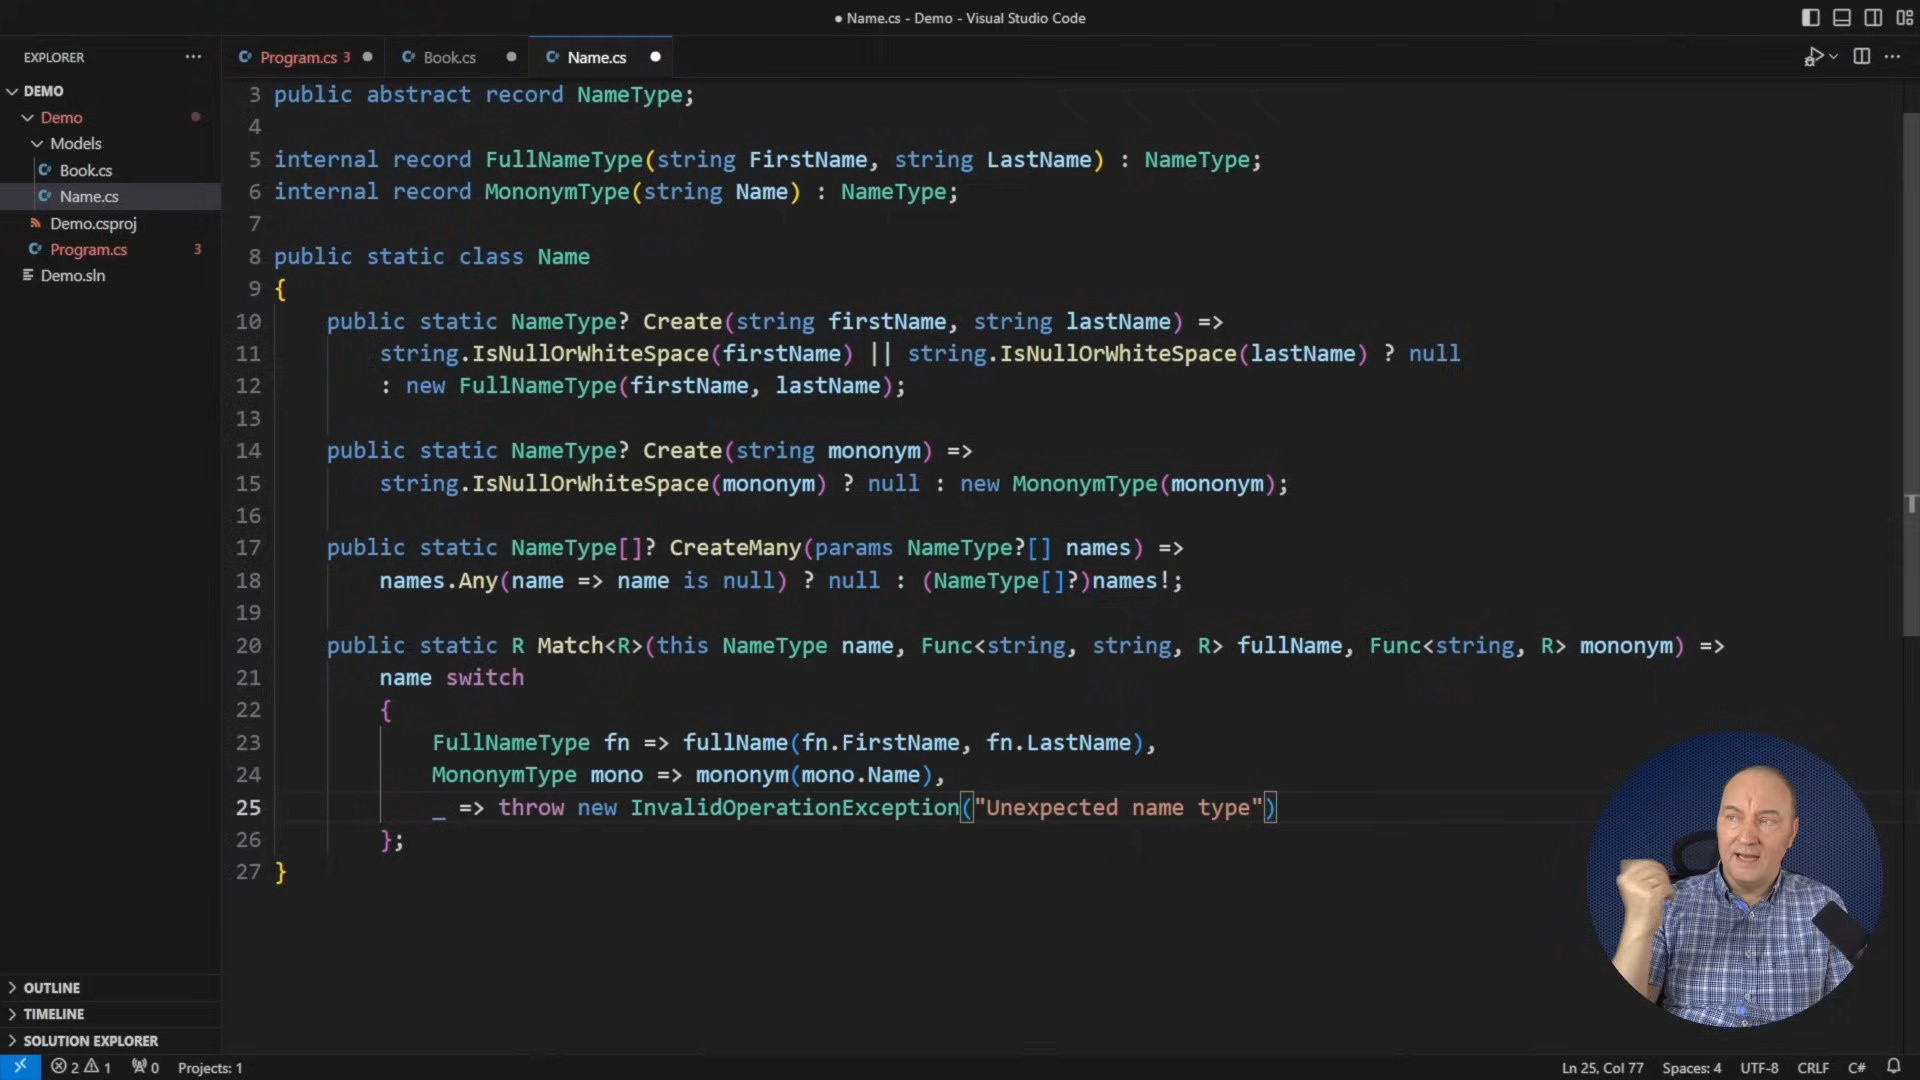 ● Name.cs - Demo - Visual Studio Code
EXPLORER
Program.cs 3
Book.cs
Name.cs
DEMO
Demo
Models
Book.cs
Name.cs
Demo.csproj
Program.cs 3
Demo.sln
3 public abstract record NameType;
4
5 internal record FullNameType(string FirstName, string LastName) : NameType;
6 internal record MononymType(string Name) : NameType;
7
8 public static class Name
9 {
10 public static NameType? Create(string firstName, string lastName) =>
11 string.IsNullOrWhiteSpace(firstName) || string.IsNullOrWhiteSpace(lastName) ? null
12 : new FullNameType(firstName, lastName);
13
14 public static NameType? Create(string mononym) =>
15 string.IsNullOrWhiteSpace(mononym) ? null : new MononymType(mononym);
16
17 public static NameType[]? CreateMany(params NameType?[] names) =>
18 names.Any(name => name is null) ? null : (NameType[]?)names!;
19
20 public static R Match<R>(this NameType name, Func<string, string, R> fullName, Func<string, R> mononym) =>
21 name switch
22 {
23 FullNameType fn => fullName(fn.FirstName, fn.LastName),
24 MononymType mono => mononym(mono.Name),
25 _ => throw new InvalidOperationException("Unexpected name type")
26 };
27 }
OUTLINE
TIMELINE
SOLUTION EXPLORER
2 1 0 Projects: 1
Ln 25, Col 77 Spaces: 4 UTF-8 CRLF C#